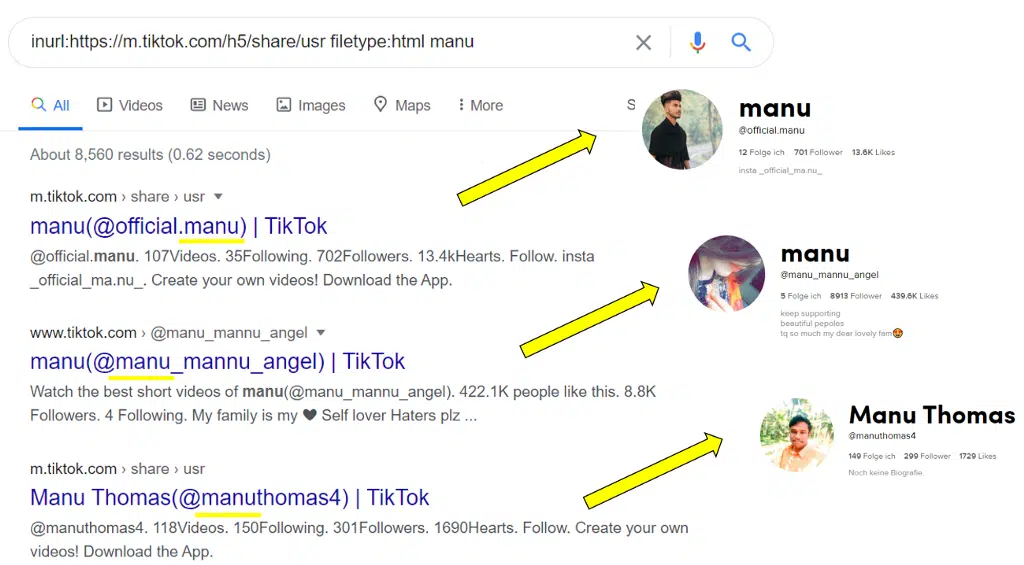 inurl:https://m.tiktok.com/h5/share/usr filetype:html manu
All Videos News Images Maps More S
About 8,560 results (0.62 seconds)
m.tiktok.com › share › usr
manu(@official.manu) | TikTok
@official.manu. 107Videos. 35Following. 702Followers. 13.4kHearts. Follow. insta
_official_ma.nu_. Create your own videos! Download the App.
manu
@official.manu
12 Folge ich 701 Follower 13.6K Likes
insta _official_ma.nu_
www.tiktok.com › @manu_mannu_angel
manu(@manu_mannu_angel) | TikTok
Watch the best short videos of manu(@manu_mannu_angel). 422.1K people like this. 8.8K
Followers. 4 Following. My family is my 🖤 Self lover Haters plz ...
manu
@manu_mannu_angel
5 Folge ich 8913 Follower 439.6K Likes
keep supporting
beautiful pepoles
tq so much my dear lovely fam😍
m.tiktok.com › share › usr
Manu Thomas(@manuthomas4) | TikTok
@manuthomas4. 118Videos. 150Following. 301Followers. 1690Hearts. Follow. Create your own
videos! Download the App.
Manu Thomas
@manuthomas4
149 Folge ich 299 Follower 1729 Likes
Noch keine Biografie.